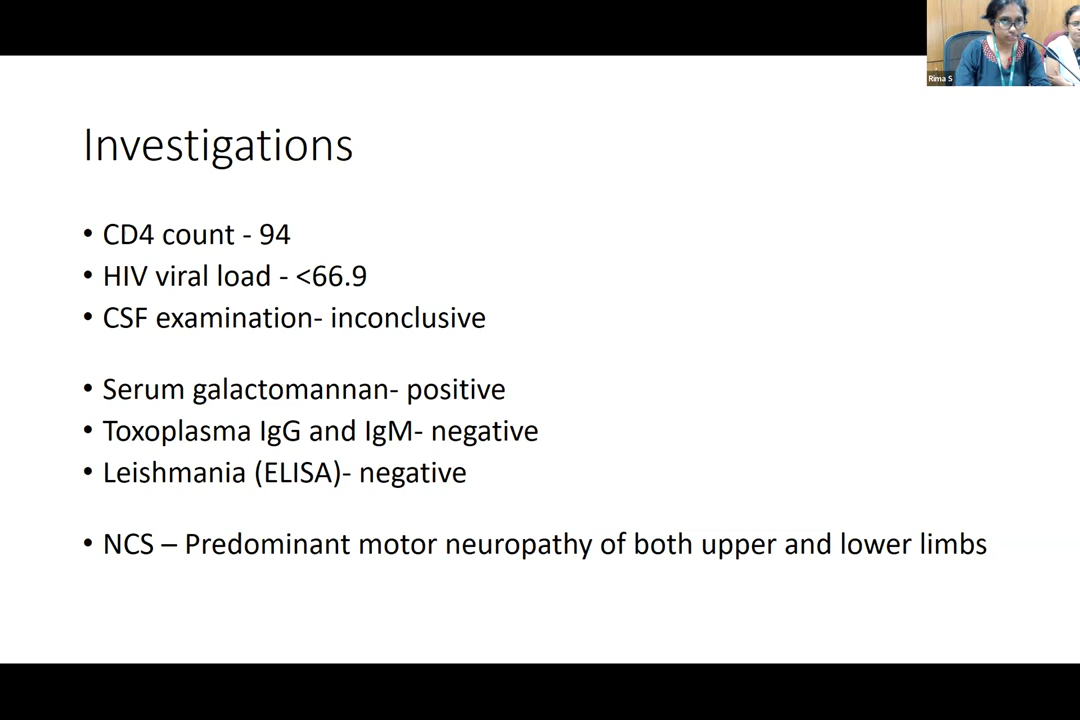 Rima S
Investigations
• CD4 count - 94
• HIV viral load - <66.9
• CSF examination- inconclusive
• Serum galactomannan- positive
• Toxoplasma IgG and IgM- negative
• Leishmania (ELISA)- negative
• NCS – Predominant motor neuropathy of both upper and lower limbs